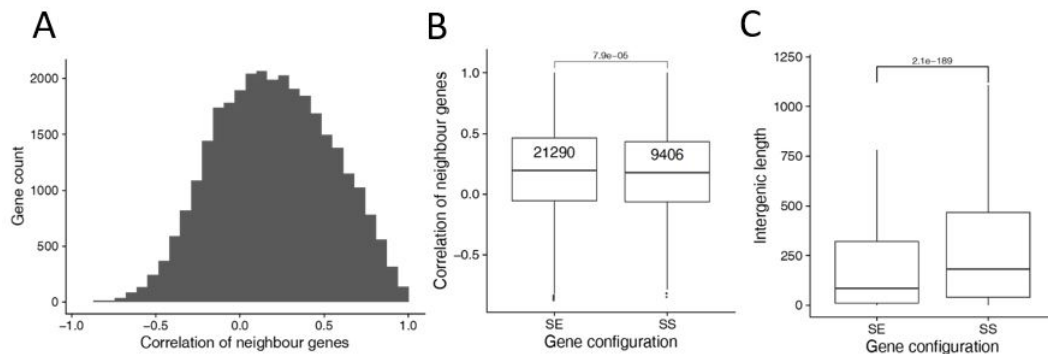 A
2000
1500
1000
500
0
Gene count
-1.0
-0.5
0.0
0.5
1.0
Correlation of neighbour genes
B
7.9e-05
1.0
0.5
0.0
-0.5
Correlation of neighbour genes
21290
9406
SE
SS
Gene configuration
C
2.1e-189
1250
1000
750
500
250
0
Intergenic length
SE
SS
Gene configuration